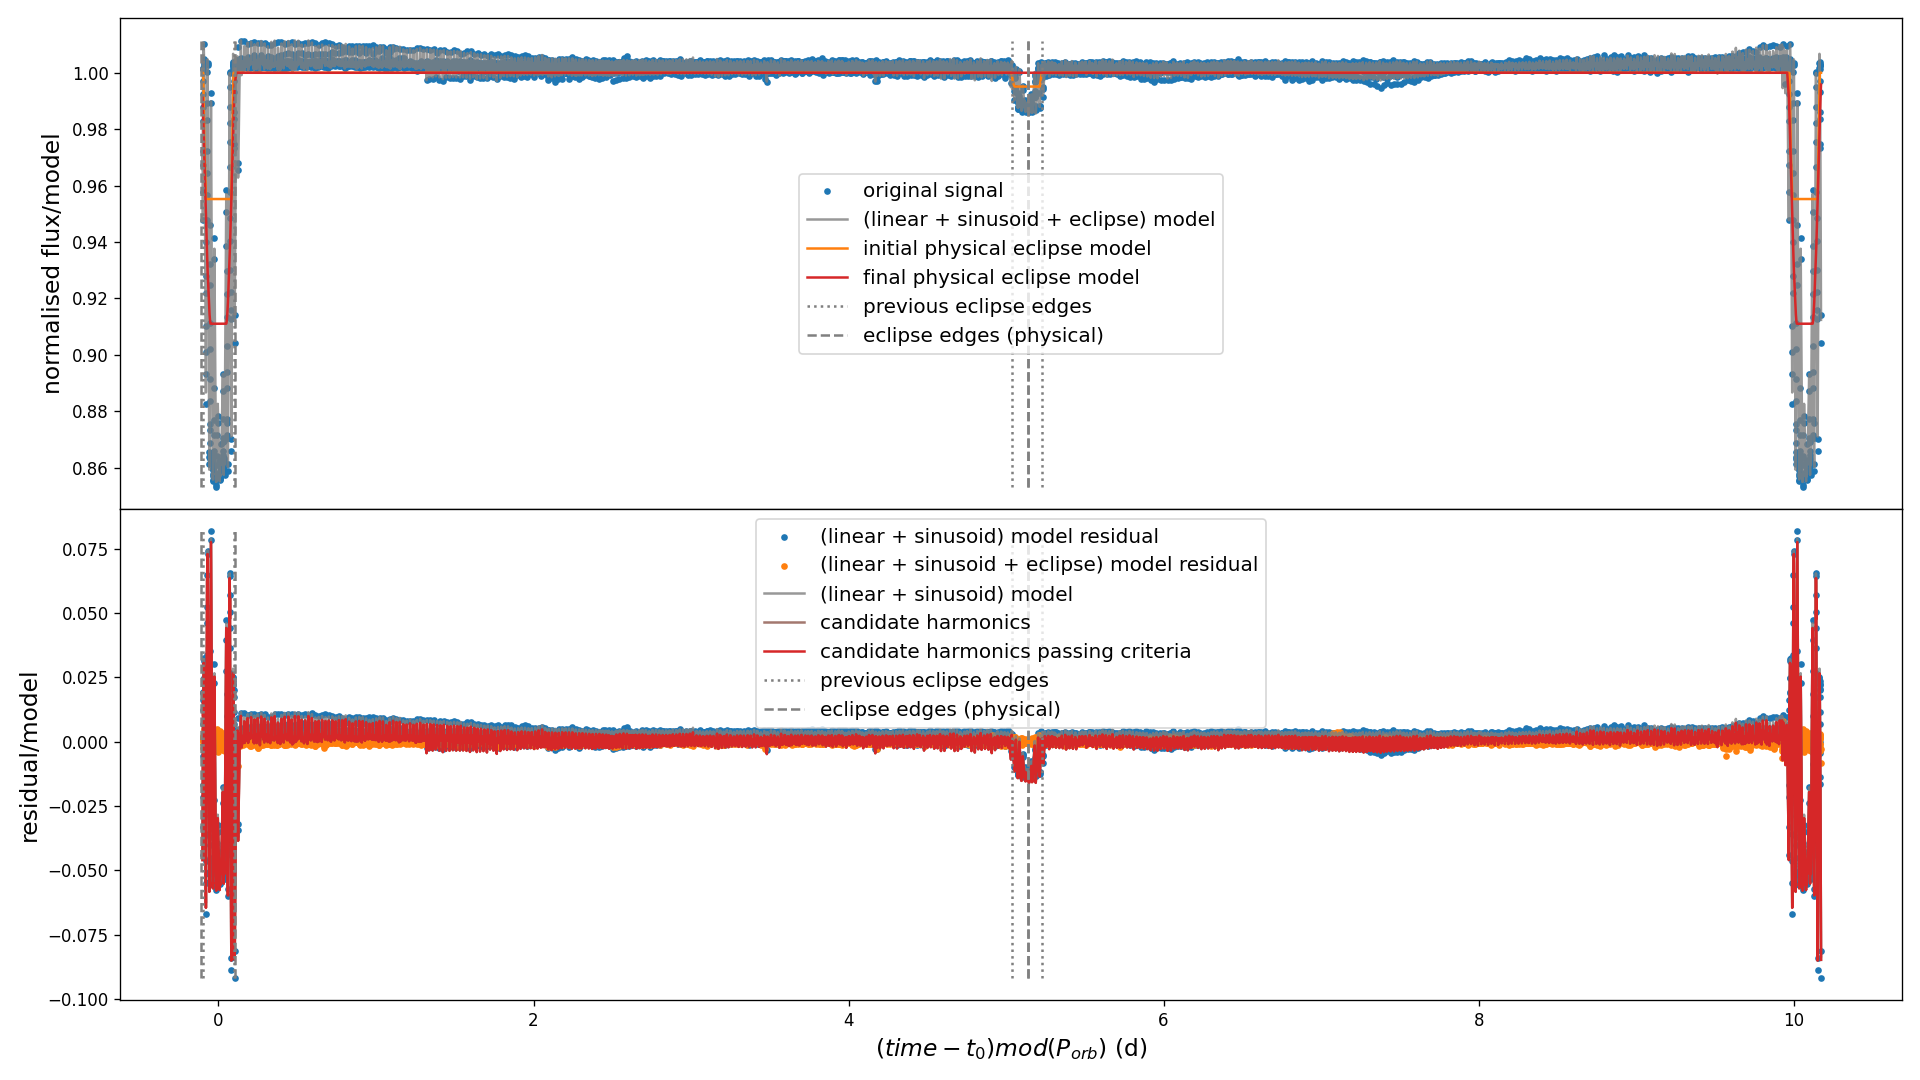 normalised flux/model
1.00
0.98
0.96
0.94
0.92
0.90
0.88
0.86
original signal
(linear + sinusoid + eclipse) model
initial physical eclipse model
final physical eclipse model
previous eclipse edges
eclipse edges (physical)
residual/model
0.075
0.050
0.025
0.000
−0.025
−0.050
−0.075
−0.100
(linear + sinusoid) model residual
(linear + sinusoid + eclipse) model residual
(linear + sinusoid) model
candidate harmonics
candidate harmonics passing criteria
previous eclipse edges
eclipse edges (physical)
0 2 4 6 8 10
(time − t₀)mod(P_orb) (d)